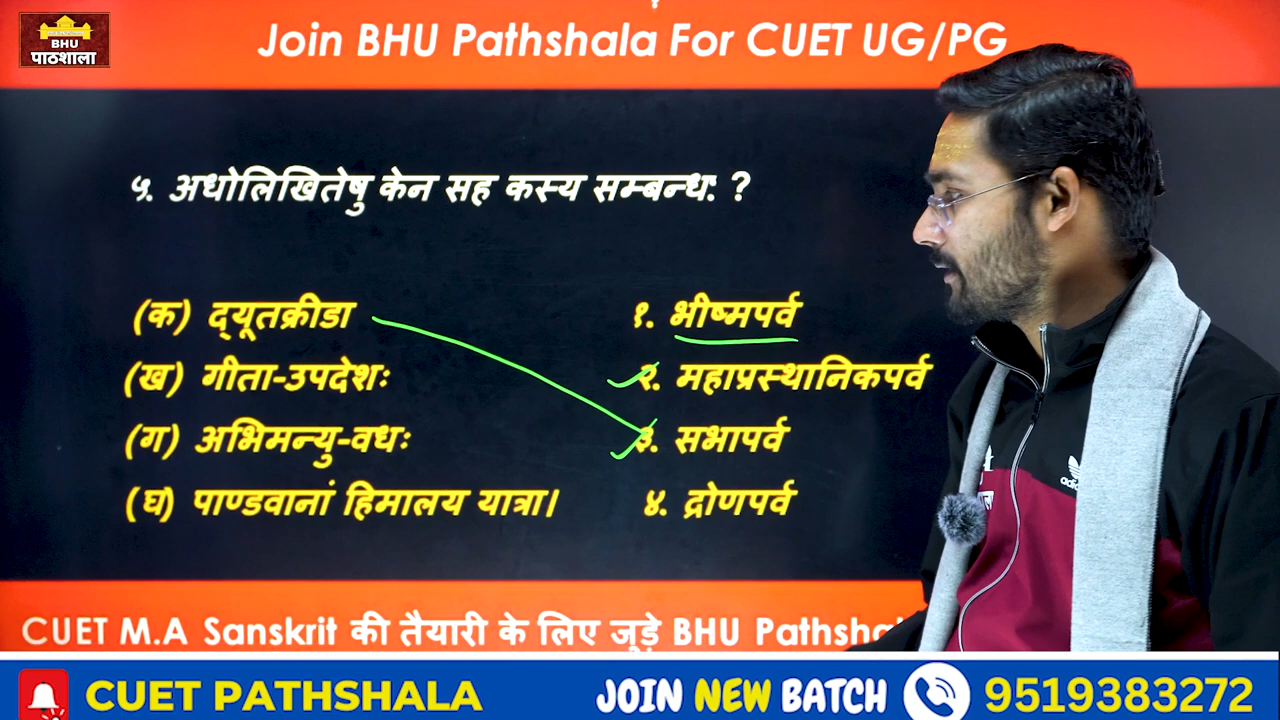 BHU
पाठशाला
Join BHU Pathshala For CUET UG/PG
५. अधोलिखितेषु केन सह कस्य सम्बन्धः ?
(क) द्यूतक्रीडा १. भीष्मपर्व
(ख) गीता-उपदेशः २. महाप्रस्थानिकपर्व
(ग) अभिमन्यु-वधः ३. सभापर्व
(घ) पाण्डवानां हिमालय यात्रा। ४. द्रोणपर्व
CUET M.A Sanskrit की तैयारी के लिए जुड़े BHU
CUET PATHSHALA JOIN NEW BATCH 9519383272